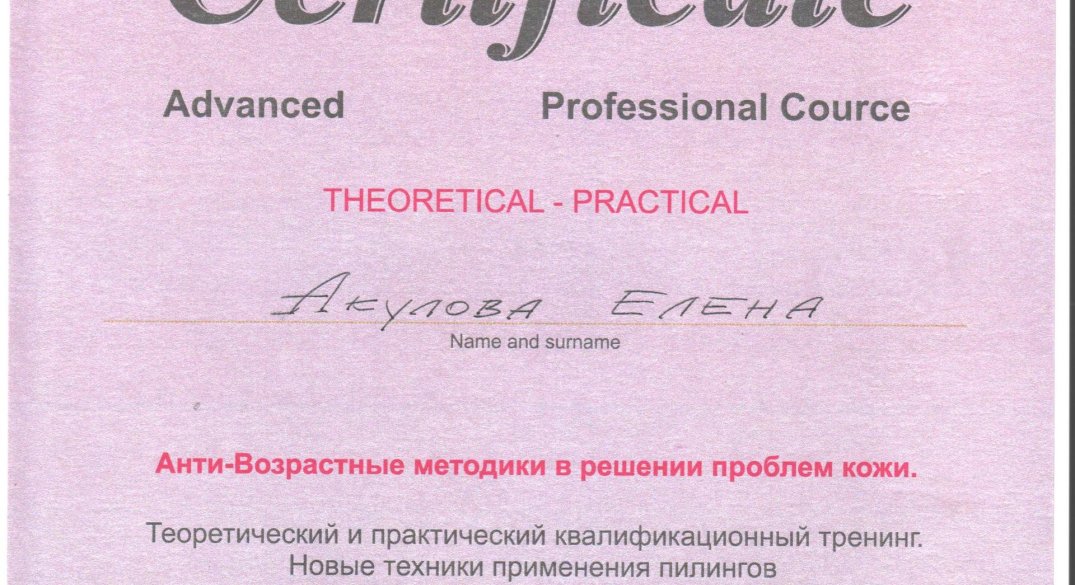 Certificate
Advanced Professional Cource
THEORETICAL - PRACTICAL
Акулова Елена
Name and surname
Анти-Возрастные методики в решении проблем кожи.
Теоретический и практический квалификационный тренинг.
Новые техники применения пилингов